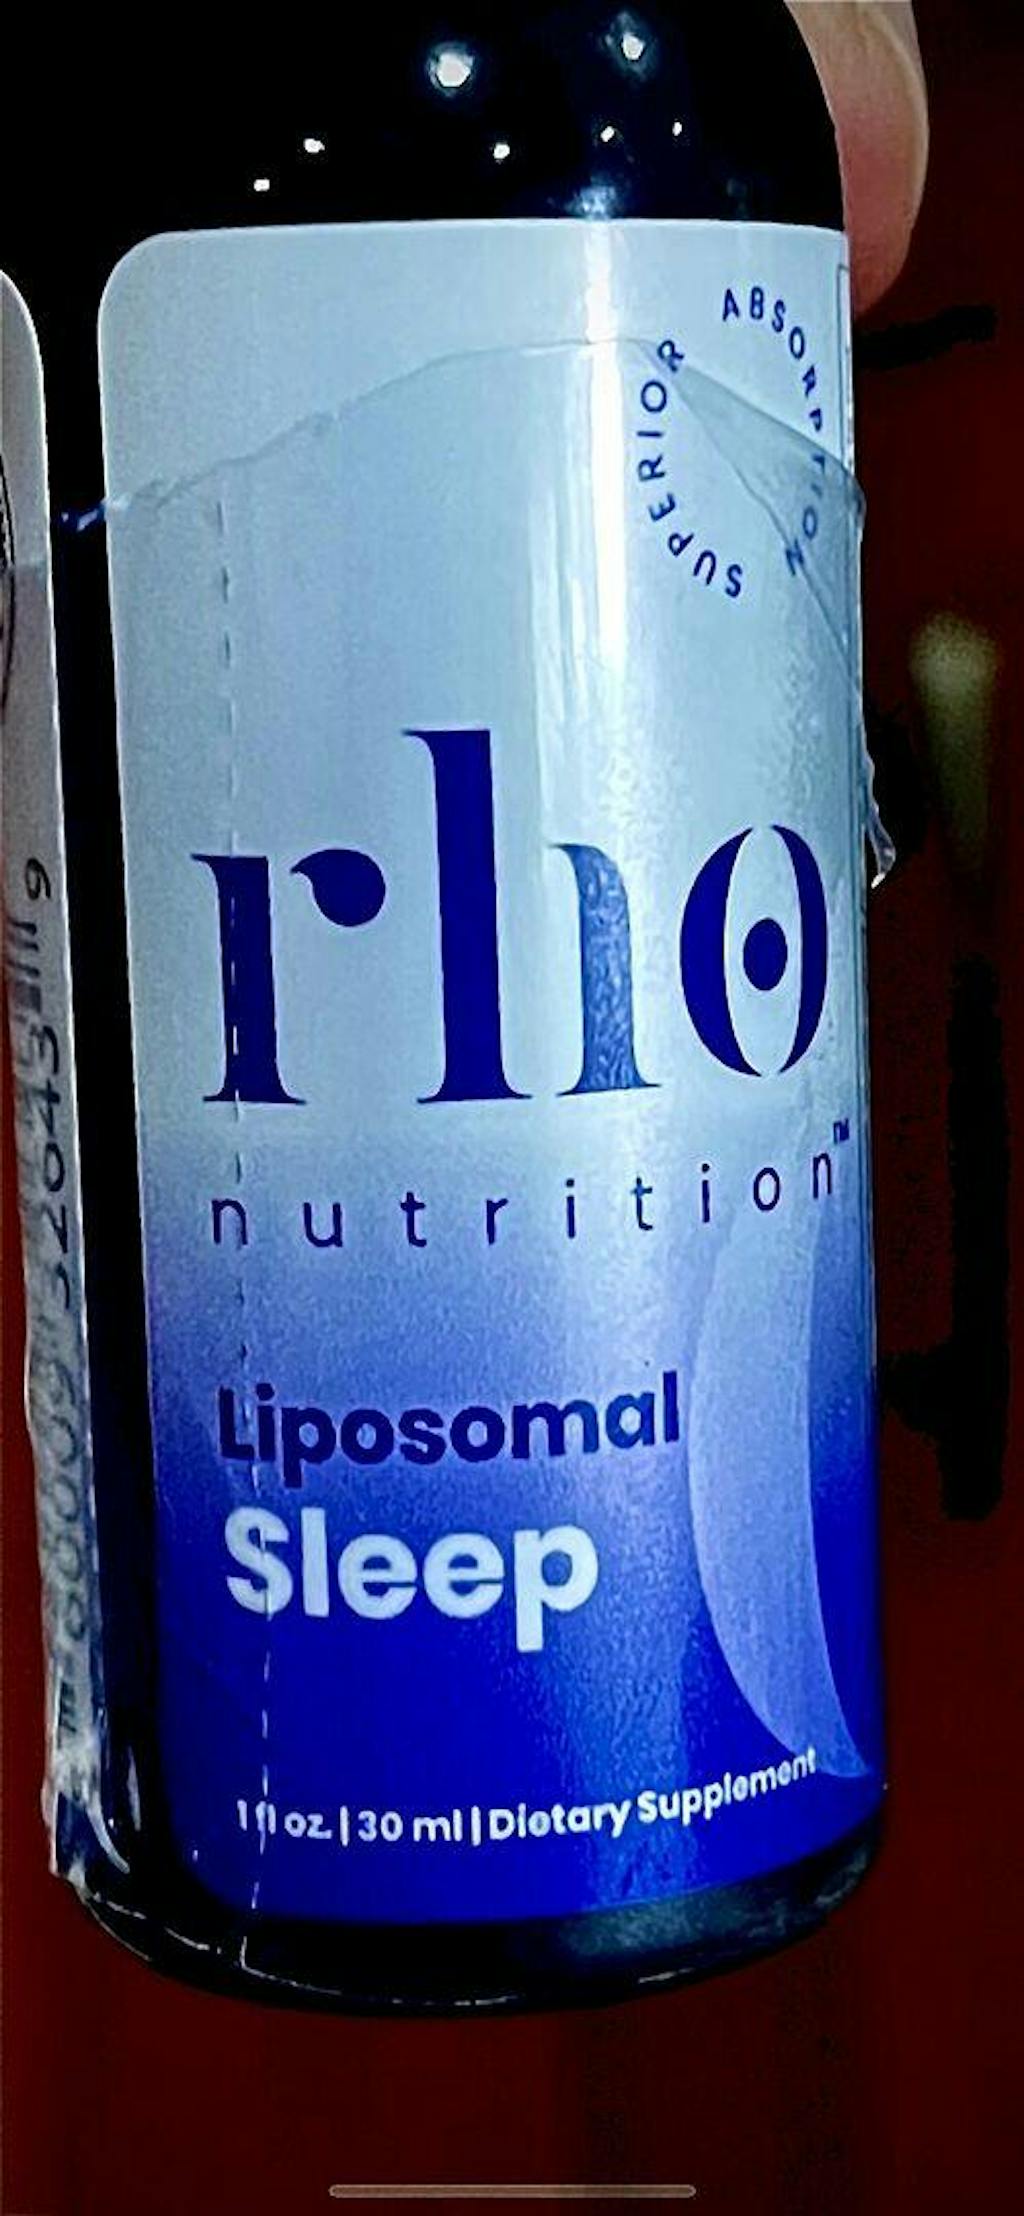 SUPERIOR ABSORPTION
rho
nutrition™
Liposomal
Sleep
1 fl oz. | 30 ml | Dietary Supplement